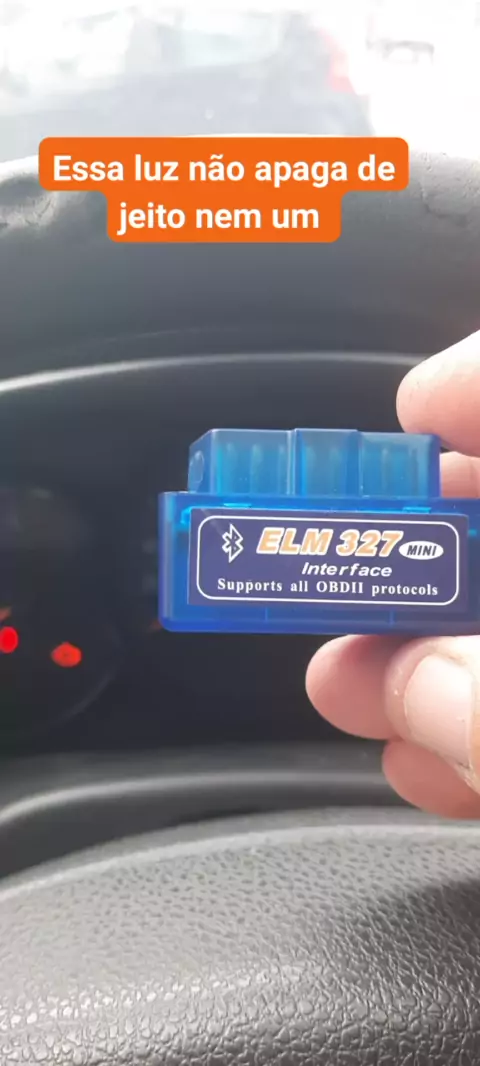 Essa luz não apaga de
jeito nem um
ELM 327 MINI
Interface
Supports all OBDII protocols